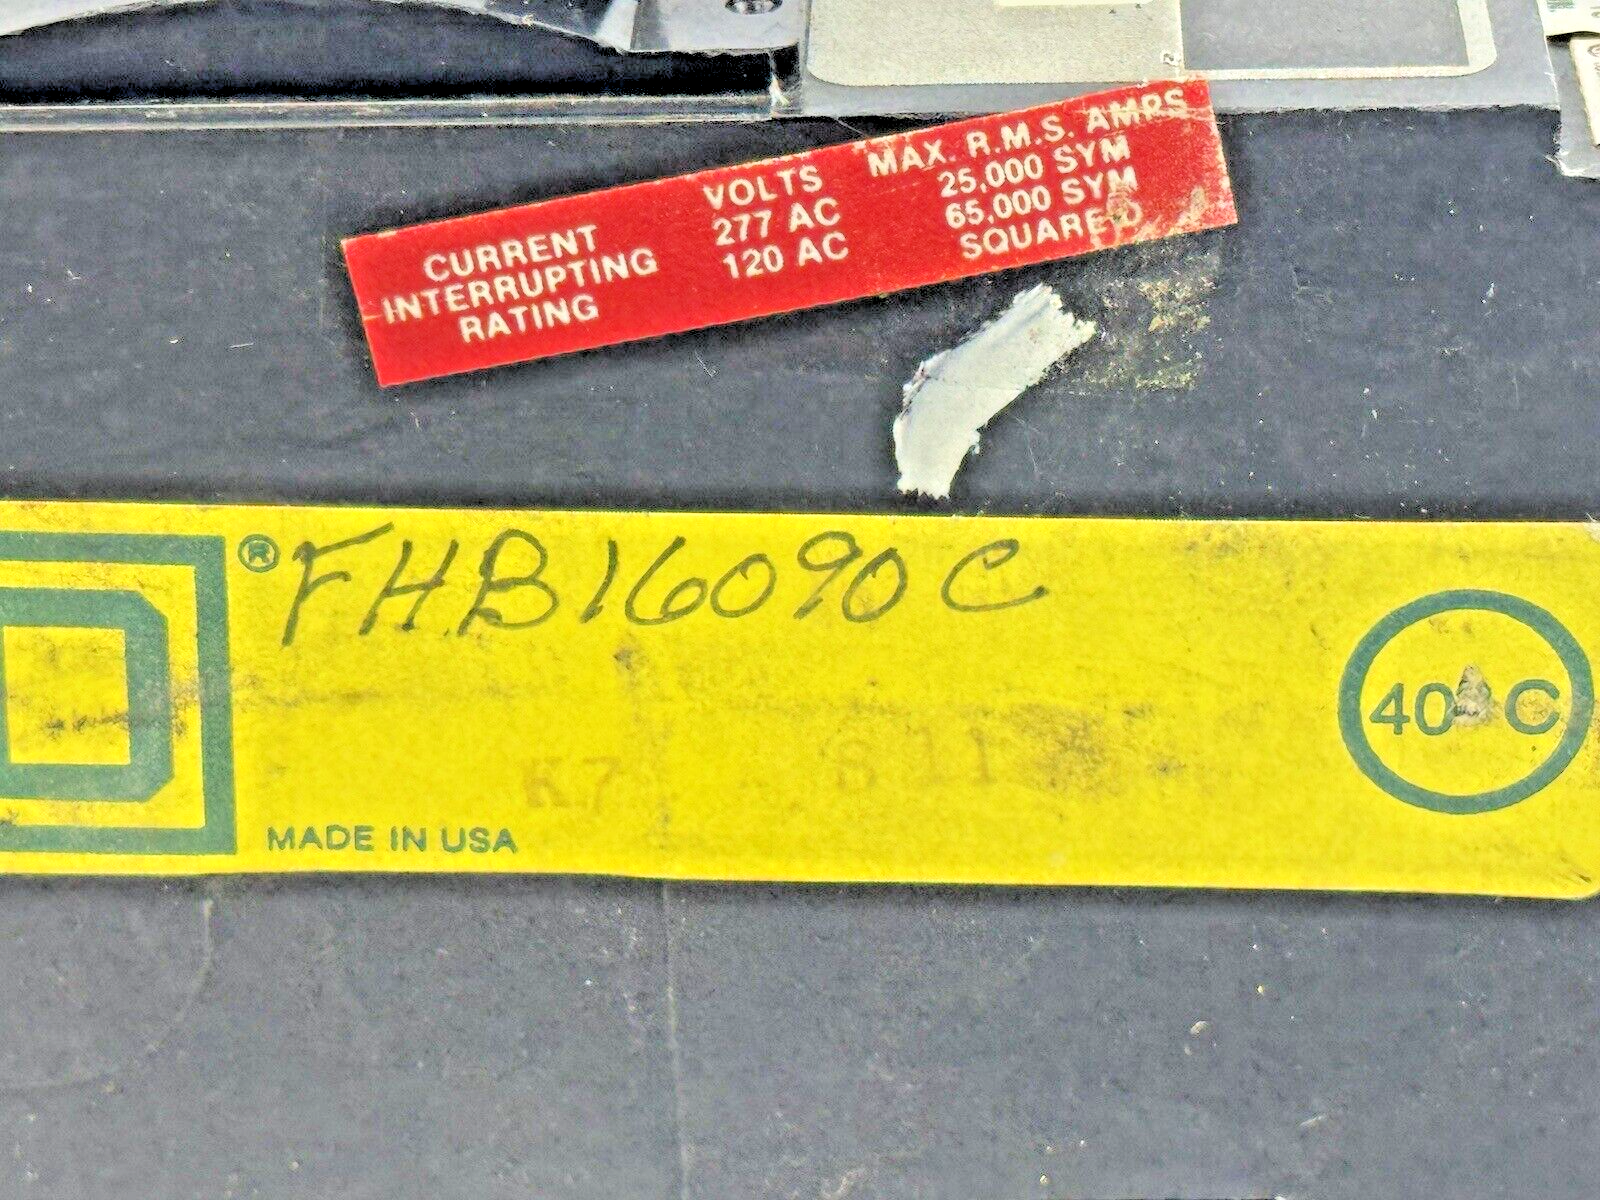 VOLTS MAX. R.M.S. AMPS
CURRENT 277 AC 25,000 SYM
INTERRUPTING 120 AC 65,000 SYM
RATING SQUARE D
® FHB16090C
40 C
K7 S 11
MADE IN USA